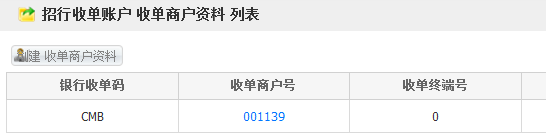 招行收单账户 收单商户资料 列表
建 收单商户资料
银行收单码 收单商户号 收单终端号
CMB 001139 0